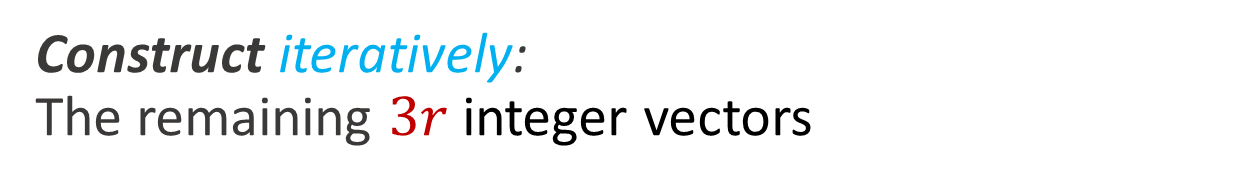 Construct iteratively:
The remaining 3r integer vectors